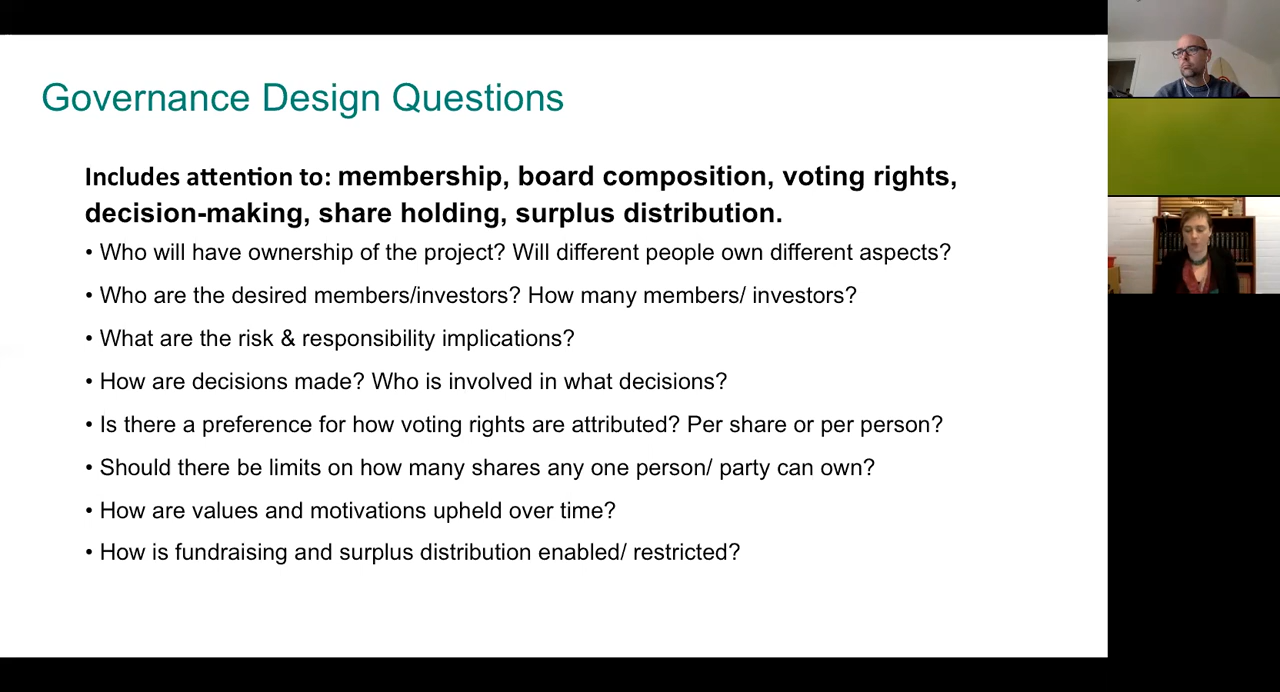 Governance Design Questions
Includes attention to: membership, board composition, voting rights,
decision-making, share holding, surplus distribution.
• Who will have ownership of the project? Will different people own different aspects?
• Who are the desired members/investors? How many members/ investors?
• What are the risk & responsibility implications?
• How are decisions made? Who is involved in what decisions?
• Is there a preference for how voting rights are attributed? Per share or per person?
• Should there be limits on how many shares any one person/ party can own?
• How are values and motivations upheld over time?
• How is fundraising and surplus distribution enabled/ restricted?